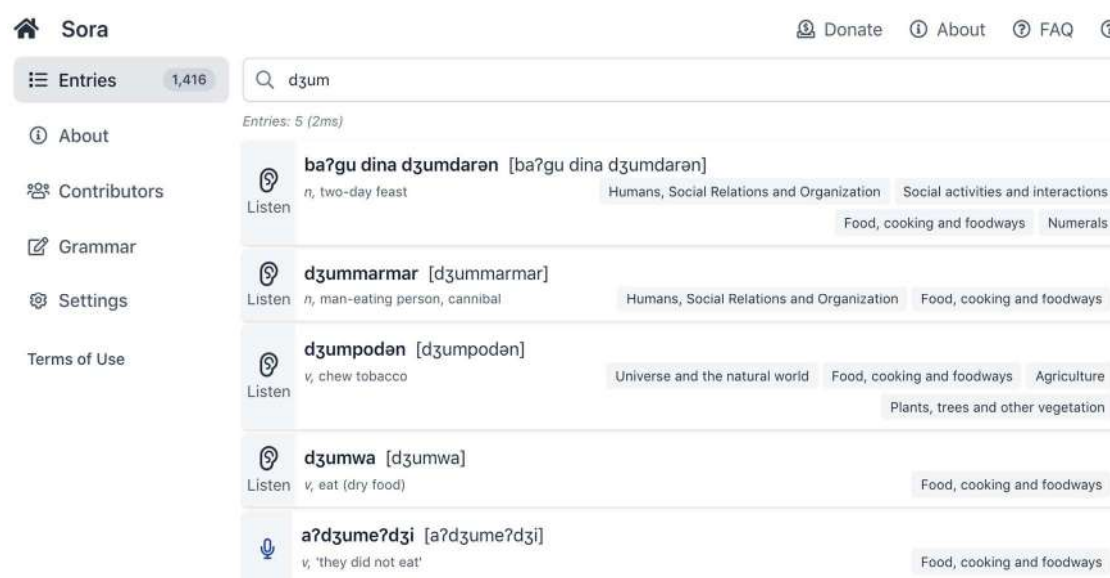 Sora
Donate About FAQ
Entries 1,416
dʒum
Entries: 5 (2ms)
About
Contributors
Grammar
Settings
Terms of Use
baʔgu dina dʒumdarən [baʔgu dina dʒumdarən]
Listen
n, two-day feast
Humans, Social Relations and Organization Social activities and interactions
Food, cooking and foodways Numerals
dʒummarmar [dʒummarmar]
Listen
n, man-eating person, cannibal
Humans, Social Relations and Organization Food, cooking and foodways
dʒumpodən [dʒumpodən]
Listen
v, chew tobacco
Universe and the natural world Food, cooking and foodways Agriculture
Plants, trees and other vegetation
dʒumwa [dʒumwa]
Listen
v, eat (dry food)
Food, cooking and foodways
aʔdʒumeʔdʒi [aʔdʒumeʔdʒi]
v, 'they did not eat'
Food, cooking and foodways